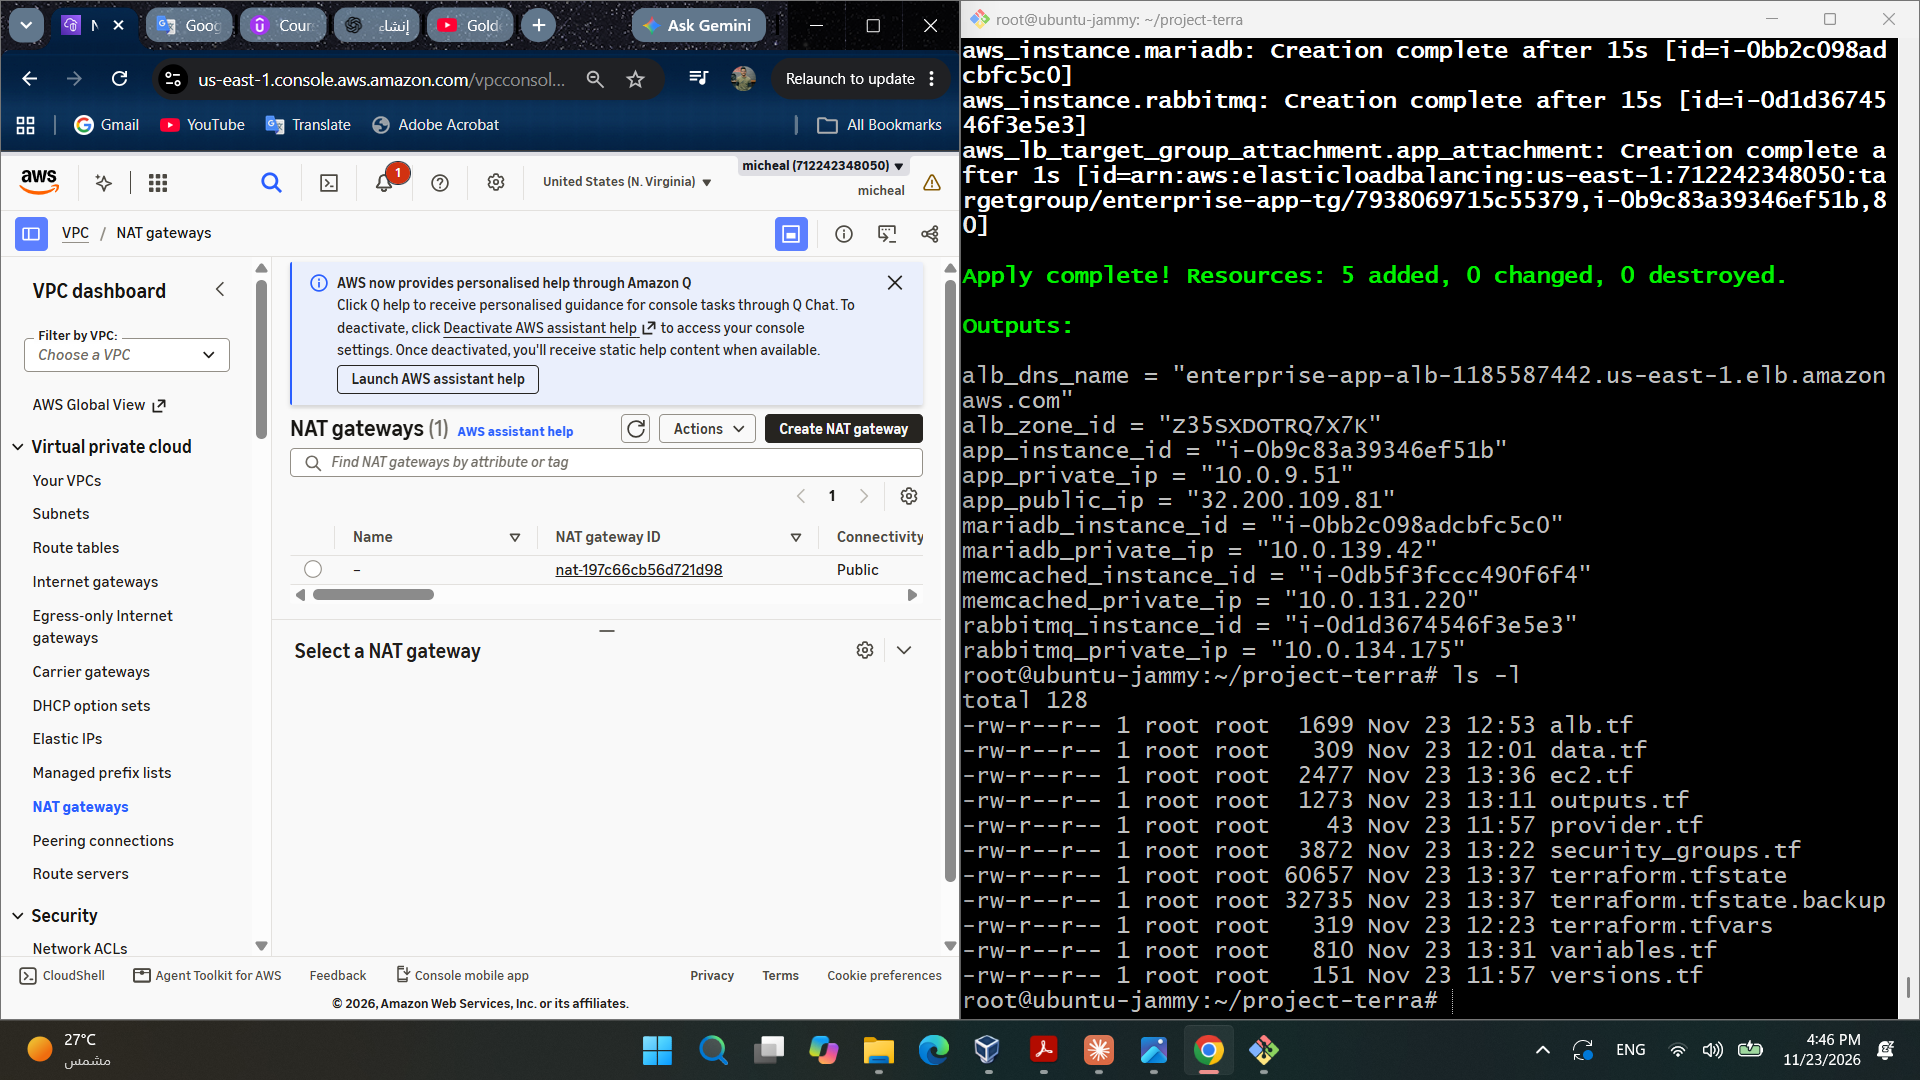 N
Goog
Cour
إنشاء
Gold
Ask Gemini
us-east-1.console.aws.amazon.com/vpcconsol...
Relaunch to update
Gmail
YouTube
Translate
Adobe Acrobat
All Bookmarks
aws
1
United States (N. Virginia)
micheal (712242348050)
micheal
VPC / NAT gateways
VPC dashboard
Filter by VPC:
Choose a VPC
AWS Global View
Virtual private cloud
Your VPCs
Subnets
Route tables
Internet gateways
Egress-only Internet
gateways
Carrier gateways
DHCP option sets
Elastic IPs
Managed prefix lists
NAT gateways
Peering connections
Route servers
Security
Network ACLs
AWS now provides personalised help through Amazon Q
Click Q help to receive personalised guidance for console tasks through Q Chat. To
deactivate, click Deactivate AWS assistant help to access your console
settings. Once deactivated, you'll receive static help content when available.
Launch AWS assistant help
NAT gateways (1) AWS assistant help
Actions
Create NAT gateway
Find NAT gateways by attribute or tag
1
Name NAT gateway ID Connectivity
– nat-197c66cb56d721d98 Public
Select a NAT gateway
CloudShell Agent Toolkit for AWS Feedback Console mobile app Privacy Terms Cookie preferences
© 2026, Amazon Web Services, Inc. or its affiliates.
root@ubuntu-jammy: ~/project-terra
aws_instance.mariadb: Creation complete after 15s [id=i-0bb2c098ad
cbfc5c0]
aws_instance.rabbitmq: Creation complete after 15s [id=i-0d1d36745
46f3e5e3]
aws_lb_target_group_attachment.app_attachment: Creation complete a
fter 1s [id=arn:aws:elasticloadbalancing:us-east-1:712242348050:ta
rgetgroup/enterprise-app-tg/7938069715c55379,i-0b9c83a39346ef51b,8
0]
Apply complete! Resources: 5 added, 0 changed, 0 destroyed.
Outputs:
alb_dns_name = "enterprise-app-alb-1185587442.us-east-1.elb.amazon
aws.com"
alb_zone_id = "Z35SXDOTRQ7X7K"
app_instance_id = "i-0b9c83a39346ef51b"
app_private_ip = "10.0.9.51"
app_public_ip = "32.200.109.81"
mariadb_instance_id = "i-0bb2c098adcbfc5c0"
mariadb_private_ip = "10.0.139.42"
memcached_instance_id = "i-0db5f3fccc490f6f4"
memcached_private_ip = "10.0.131.220"
rabbitmq_instance_id = "i-0d1d3674546f3e5e3"
rabbitmq_private_ip = "10.0.134.175"
root@ubuntu-jammy:~/project-terra# ls -l
total 128
-rw-r--r-- 1 root root 1699 Nov 23 12:53 alb.tf
-rw-r--r-- 1 root root 309 Nov 23 12:01 data.tf
-rw-r--r-- 1 root root 2477 Nov 23 13:36 ec2.tf
-rw-r--r-- 1 root root 1273 Nov 23 13:11 outputs.tf
-rw-r--r-- 1 root root 43 Nov 23 11:57 provider.tf
-rw-r--r-- 1 root root 3872 Nov 23 13:22 security_groups.tf
-rw-r--r-- 1 root root 60657 Nov 23 13:37 terraform.tfstate
-rw-r--r-- 1 root root 32735 Nov 23 13:37 terraform.tfstate.backup
-rw-r--r-- 1 root root 319 Nov 23 12:23 terraform.tfvars
-rw-r--r-- 1 root root 810 Nov 23 13:31 variables.tf
-rw-r--r-- 1 root root 151 Nov 23 11:57 versions.tf
root@ubuntu-jammy:~/project-terra#
27°C
مشمس
ENG
4:46 PM
11/23/2026